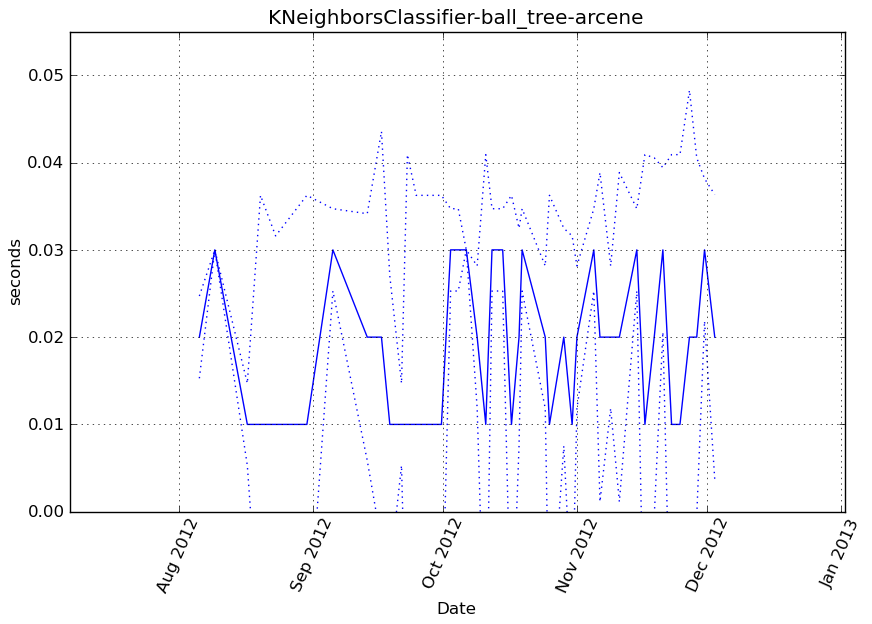 KNeighborsClassifier-ball_tree-arcene
0.05
0.04
0.03
0.02
0.01
0.00
seconds
Aug 2012
Sep 2012
Oct 2012
Nov 2012
Dec 2012
Jan 2013
Date